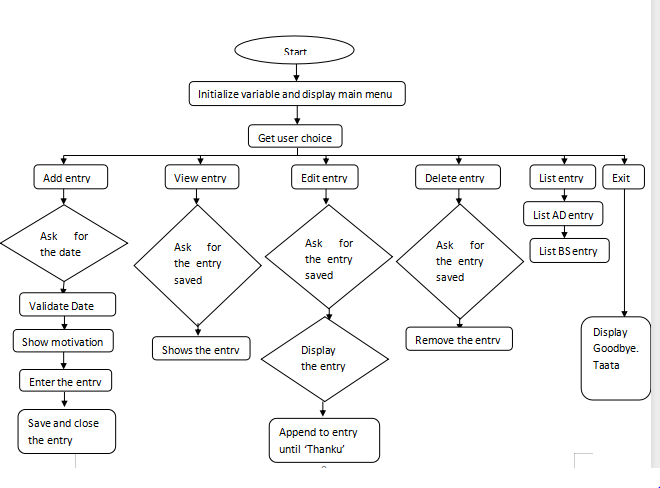 Start
Initialize variable and display main menu
Get user choice
Add entry
View entry
Edit entry
Delete entry
List entry
Exit
Ask for
the date
Validate Date
Show motivation
Enter the entry
Save and close
the entry
Ask for
the entry
saved
Shows the entry
Ask for
the entry
saved
Display
the entry
Append to entry
until 'Thanku'
Ask for
the entry
saved
Remove the entry
List AD entry
List BS entry
Display
Goodbye.
Taata